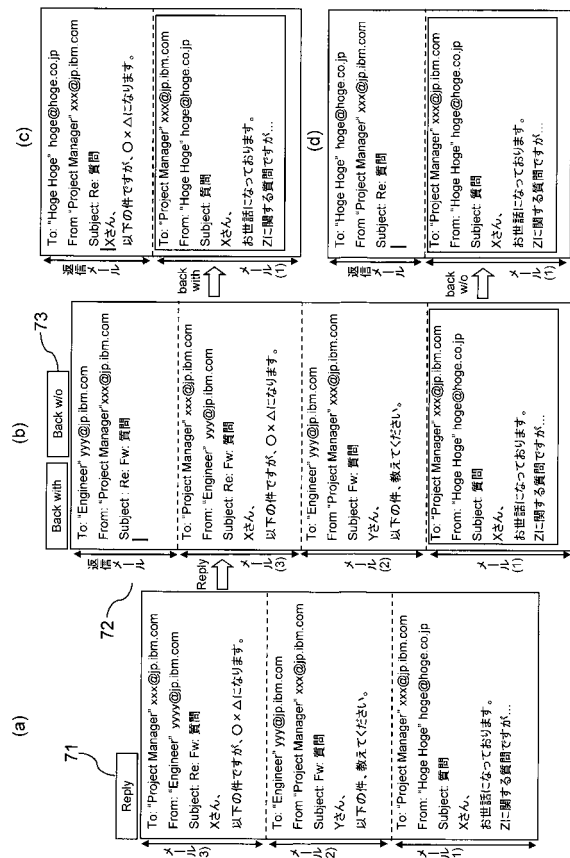 (a)
71
Reply
To: "Project Manager" xxx@jp.ibm.com
From: "Engineer" yyyy@jp.ibm.com
Subject: Re: Fw: 質問
Xさん、
以下の件ですが、○×△になります。
メール(3)
To: "Engineer" yyy@jp.ibm.com
From "Project Manager" xxx@jp.ibm.com
Subject: Fw: 質問
Yさん、
以下の件、教えてください。
メール(2)
To: "Project Manager" xxx@jp.ibm.com
From: "Hoge Hoge" hoge@hoge.co.jp
Subject: 質問
Xさん、
お世話になっております。
Zに関する質問ですが...
メール(1)
Reply
(b)
72
73
Back with
Back w/o
To: "Engineer" yyy@jp.ibm.com
From: "Project Manager"xxx@jp.ibm.com
Subject : Re: Fw: 質問
返信メール
To: "Project Manager" xxx@jp.ibm.com
From: "Engineer" yyy@jp.ibm.com
Subject: Re: Fw: 質問
Xさん、
以下の件ですが、○×△になります。
メール(3)
To: "Engineer" yyy@jp.ibm.com
From "Project Manager" xxx@jp.ibm.com
Subject: Fw: 質問
Yさん、
以下の件、教えてください。
メール(2)
To: "Project Manager" xxx@jp.ibm.com
From: "Hoge Hoge" hoge@hoge.co.jp
Subject: 質問
Xさん、
お世話になっております。
Zに関する質問ですが...
メール(1)
back with
(c)
To: "Hoge Hoge" hoge@hoge.co.jp
From "Project Manager" xxx@jp.ibm.com
Subject: Re: 質問
Xさん、
以下の件ですが、○×△になります。
返信メール
To: "Project Manager" xxx@jp.ibm.com
From: "Hoge Hoge" hoge@hoge.co.jp
Subject: 質問
Xさん、
お世話になっております。
Zに関する質問ですが...
メール(1)
back w/o
(d)
To: "Hoge Hoge" hoge@hoge.co.jp
From "Project Manager" xxx@jp.ibm.com
Subject: Re: 質問
返信メール
To: "Project Manager" xxx@jp.ibm.com
From: "Hoge Hoge" hoge@hoge.co.jp
Subject: 質問
Xさん、
お世話になっております。
Zに関する質問ですが...
メール(1)